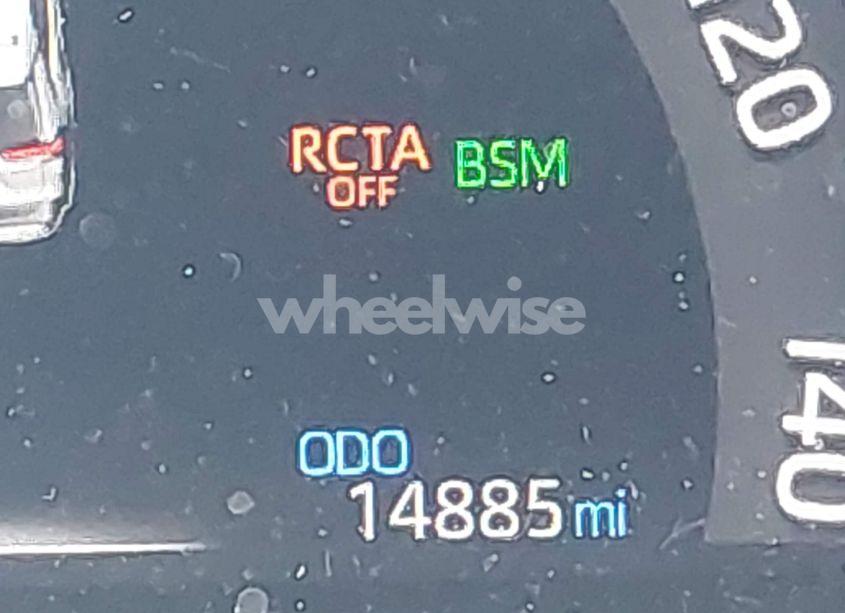 120
RCTA BSM
OFF
wheelwise
140
ODO
14885 mi